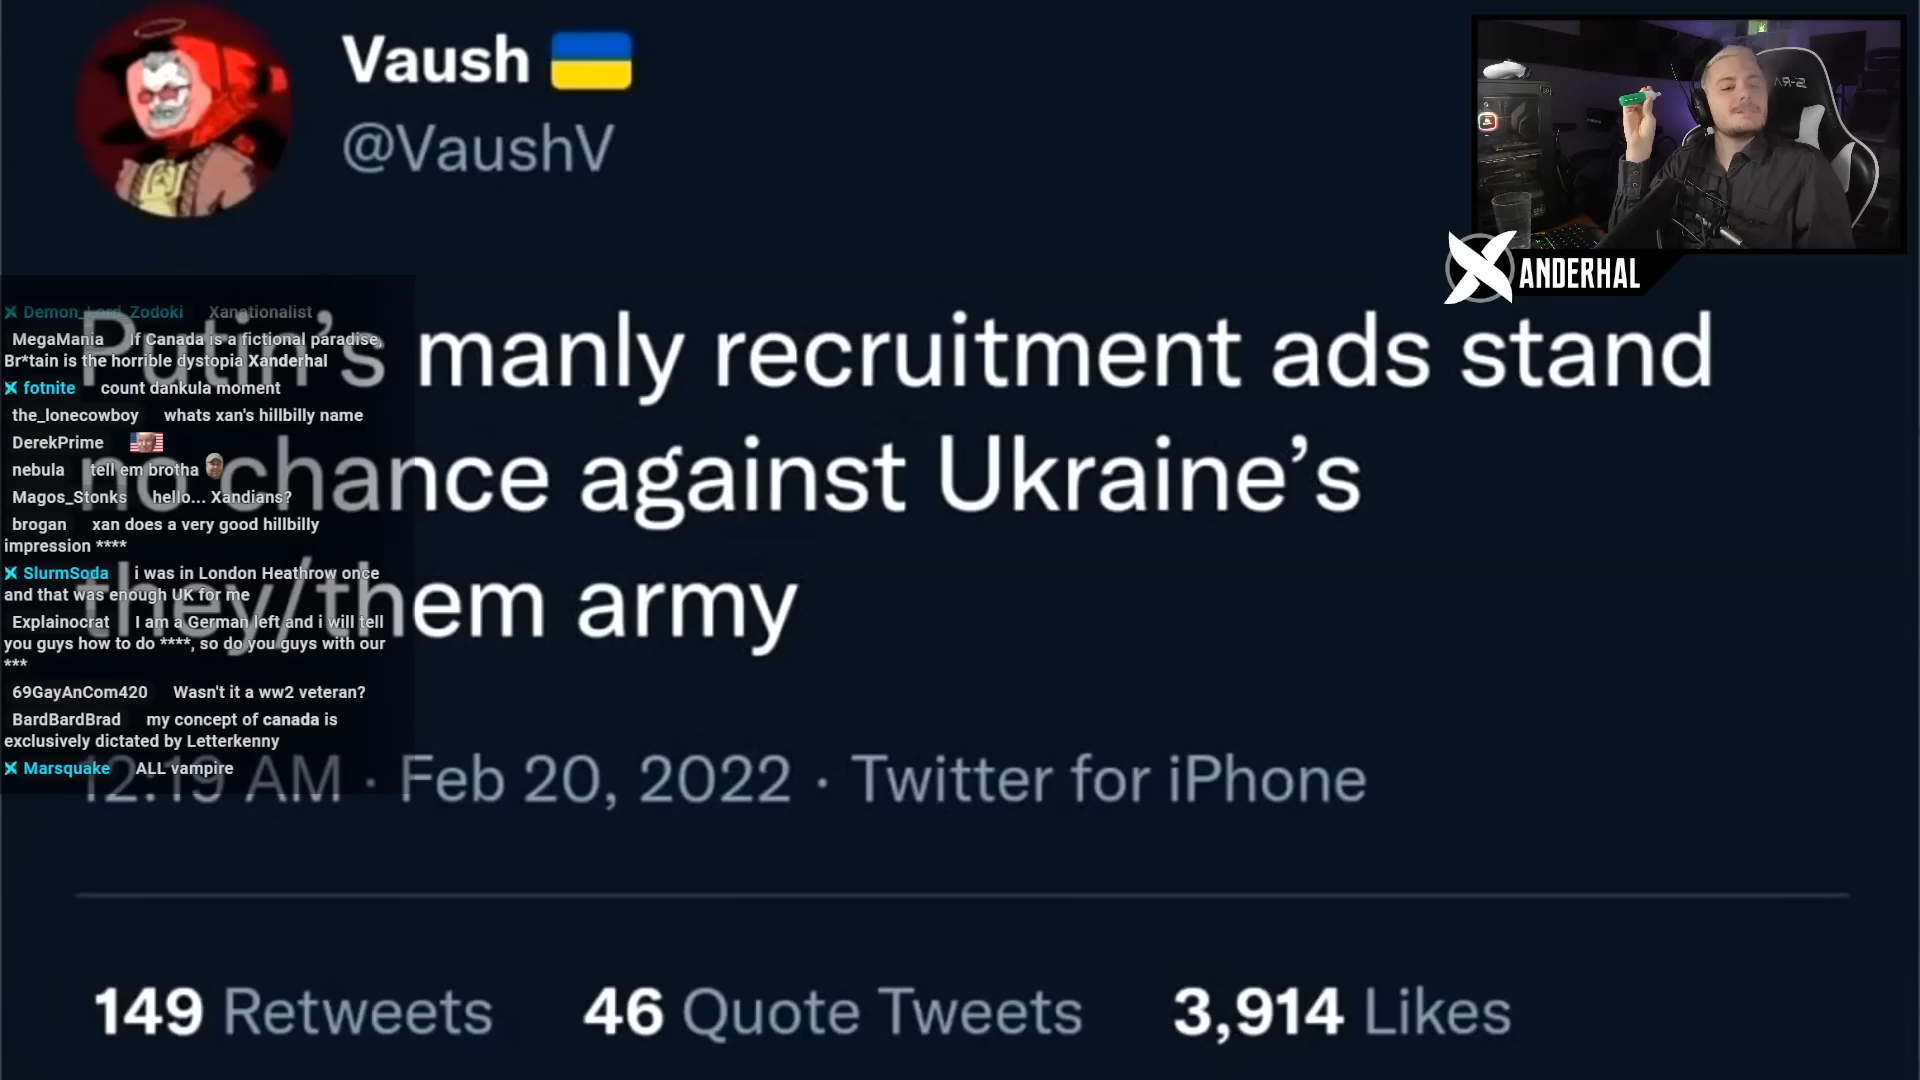 Vaush
@VaushV
Putin's manly recruitment ads stand
no chance against Ukraine's
they/them army
12:19 AM · Feb 20, 2022 · Twitter for iPhone
149 Retweets 46 Quote Tweets 3,914 Likes
Demon_Lord_Zodoki Xanationalist
MegaMania If Canada is a fictional paradise,
Br*tain is the horrible dystopia Xanderhal
fotnite count dankula moment
the_lonecowboy whats xan's hillbilly name
DerekPrime
nebula tell em brotha
Magos_Stonks hello... Xandians?
brogan xan does a very good hillbilly
impression ****
SlurmSoda i was in London Heathrow once
and that was enough UK for me
Explainocrat I am a German left and i will tell
you guys how to do ****, so do you guys with our
***
69GayAnCom420 Wasn't it a ww2 veteran?
BardBardBrad my concept of canada is
exclusively dictated by Letterkenny
Marsquake ALL vampire
XANDERHAL